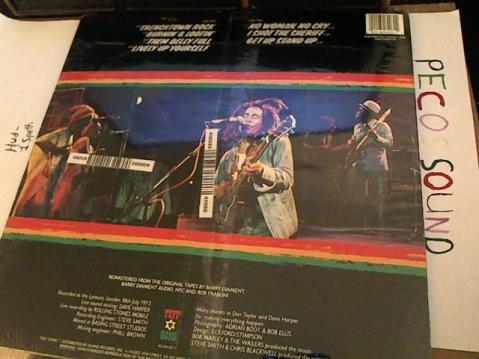 "TRENCHTOWN ROCK
BURNIN' & LOOTIN'
"THEM BELLY FULL
"LIVELY UP YOURSELF
NO WOMAN, NO CRY
I SHOT THE SHERIFF
GET UP STAND UP
PECOS SOUND
REMASTERED FROM THE ORIGINAL TAPES BY BARRY DIAMENT,
BARRY DIAMENT AUDIO, NYC AND ROB FRABONI
Recorded at the Lyceum, London 18th July 1975
Live sound mixing: DAVE HARPER
Live recording by ROLLING STONES MOBILE
Recording Engineer: STEVE SMITH
Mixed at BASING STREET STUDIOS
Mixing Engineer: PHILL BROWN
TUFF
GONG
Many thanks to Don Taylor and Dave Harper
for making everything happen.
Photography: ADRIAN BOOT & BOB ELLIS
Design: ECKFORD/STIMPSON
BOB MARLEY & THE WAILERS produced the music
STEVE SMITH & CHRIS BLACKWELL produced the